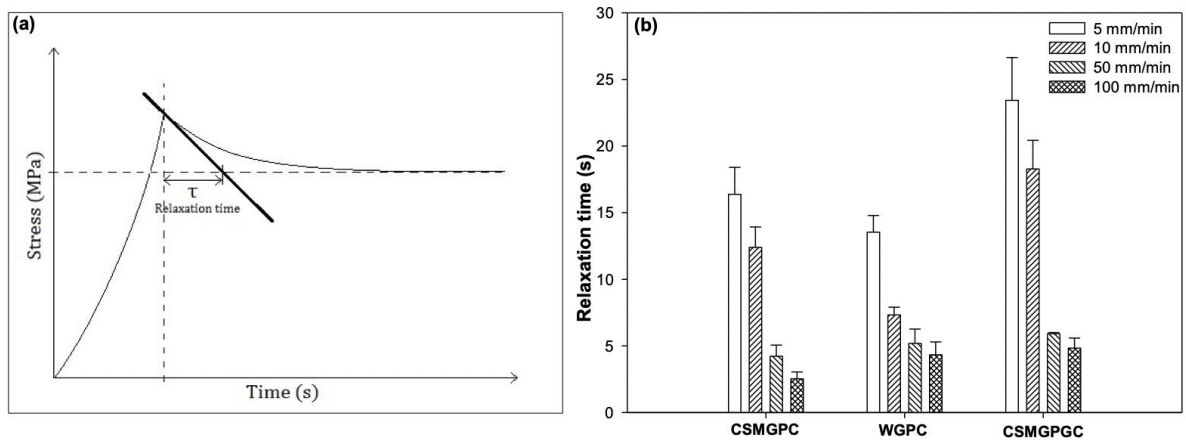 (a)
Stress (MPa)
τ
Relaxation time
Time (s)
(b)
Relaxation time (s)
30
25
20
15
10
5
0
5 mm/min
10 mm/min
50 mm/min
100 mm/min
CSMGPC
WGPC
CSMGPGC